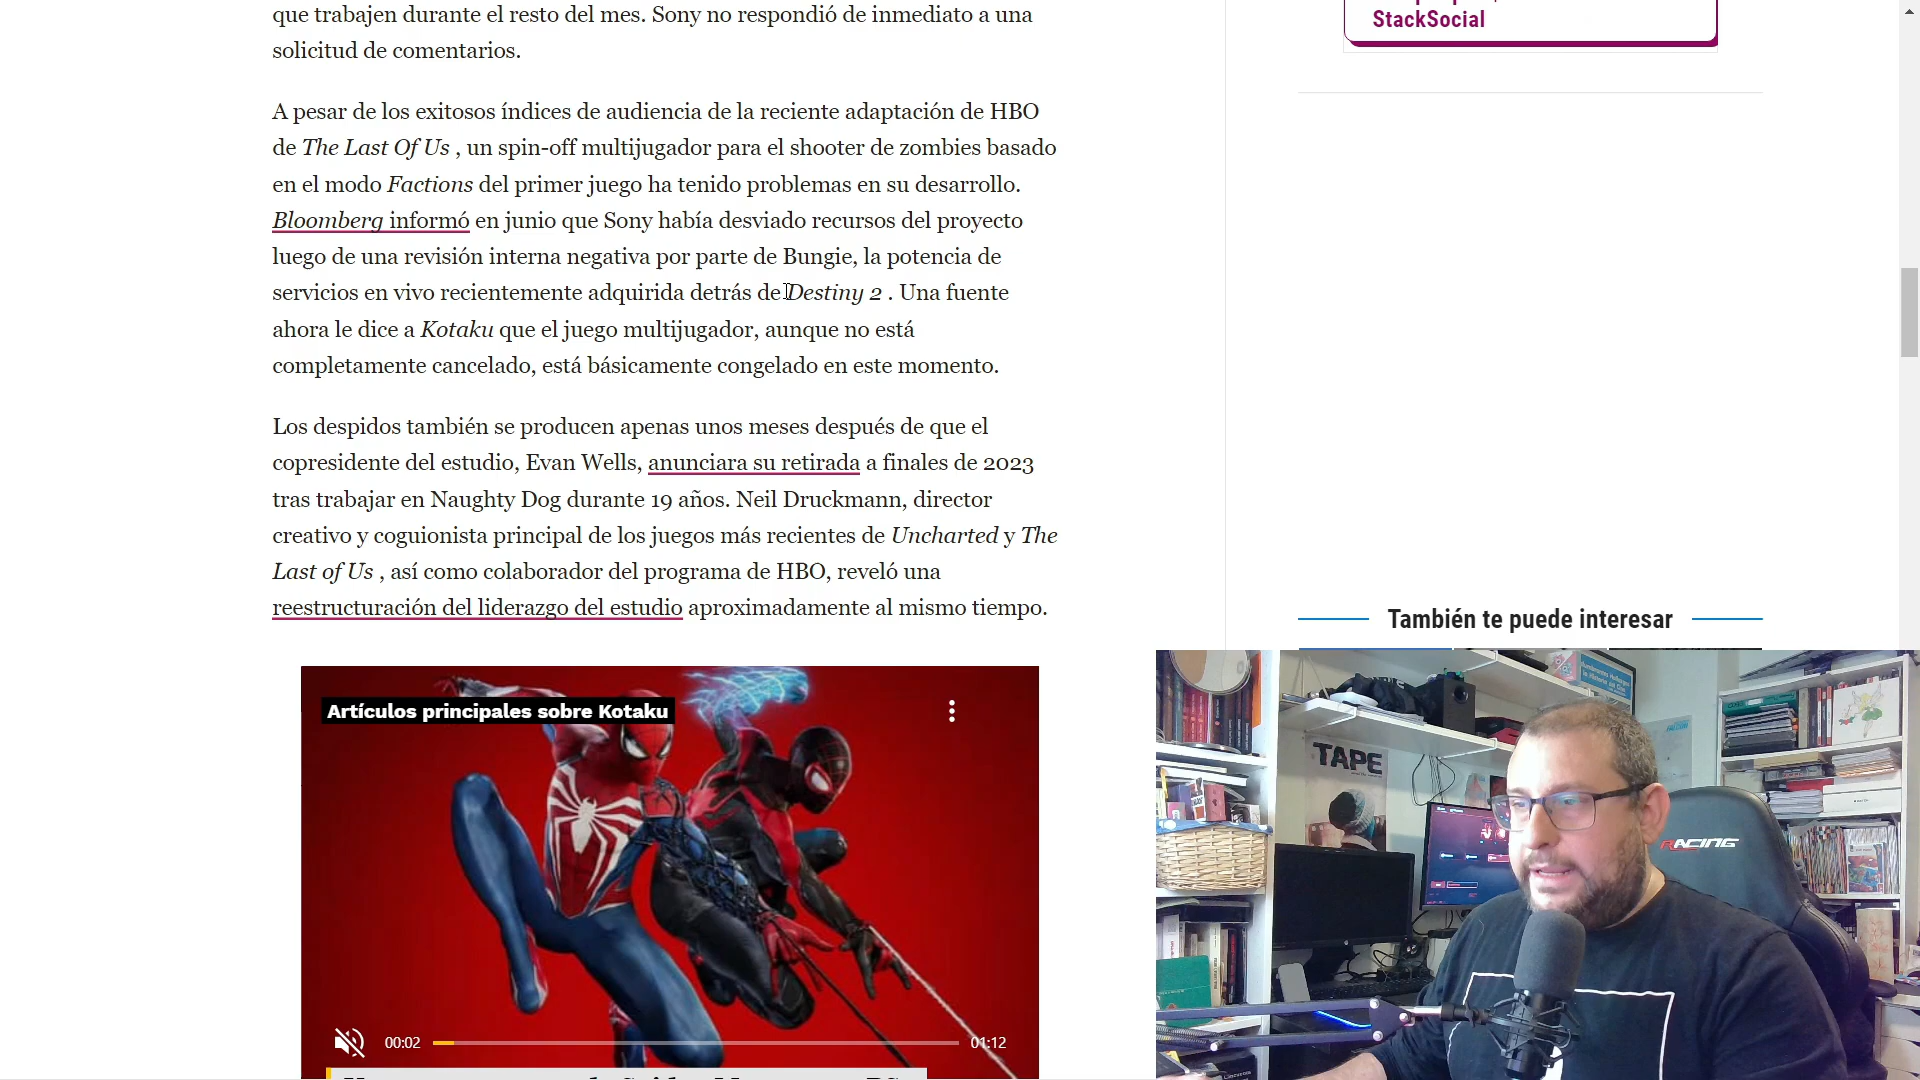 que trabajen durante el resto del mes. Sony no respondió de inmediato a una
solicitud de comentarios.
A pesar de los exitosos índices de audiencia de la reciente adaptación de HBO
de The Last Of Us , un spin-off multijugador para el shooter de zombies basado
en el modo Factions del primer juego ha tenido problemas en su desarrollo.
Bloomberg informó en junio que Sony había desviado recursos del proyecto
luego de una revisión interna negativa por parte de Bungie, la potencia de
servicios en vivo recientemente adquirida detrás de Destiny 2 . Una fuente
ahora le dice a Kotaku que el juego multijugador, aunque no está
completamente cancelado, está básicamente congelado en este momento.
Los despidos también se producen apenas unos meses después de que el
copresidente del estudio, Evan Wells, anunciara su retirada a finales de 2023
tras trabajar en Naughty Dog durante 19 años. Neil Druckmann, director
creativo y coguionista principal de los juegos más recientes de Uncharted y The
Last of Us , así como colaborador del programa de HBO, reveló una
reestructuración del liderazgo del estudio aproximadamente al mismo tiempo.
Artículos principales sobre Kotaku
00:02
01:12
StackSocial
También te puede interesar
TAPE
RACING